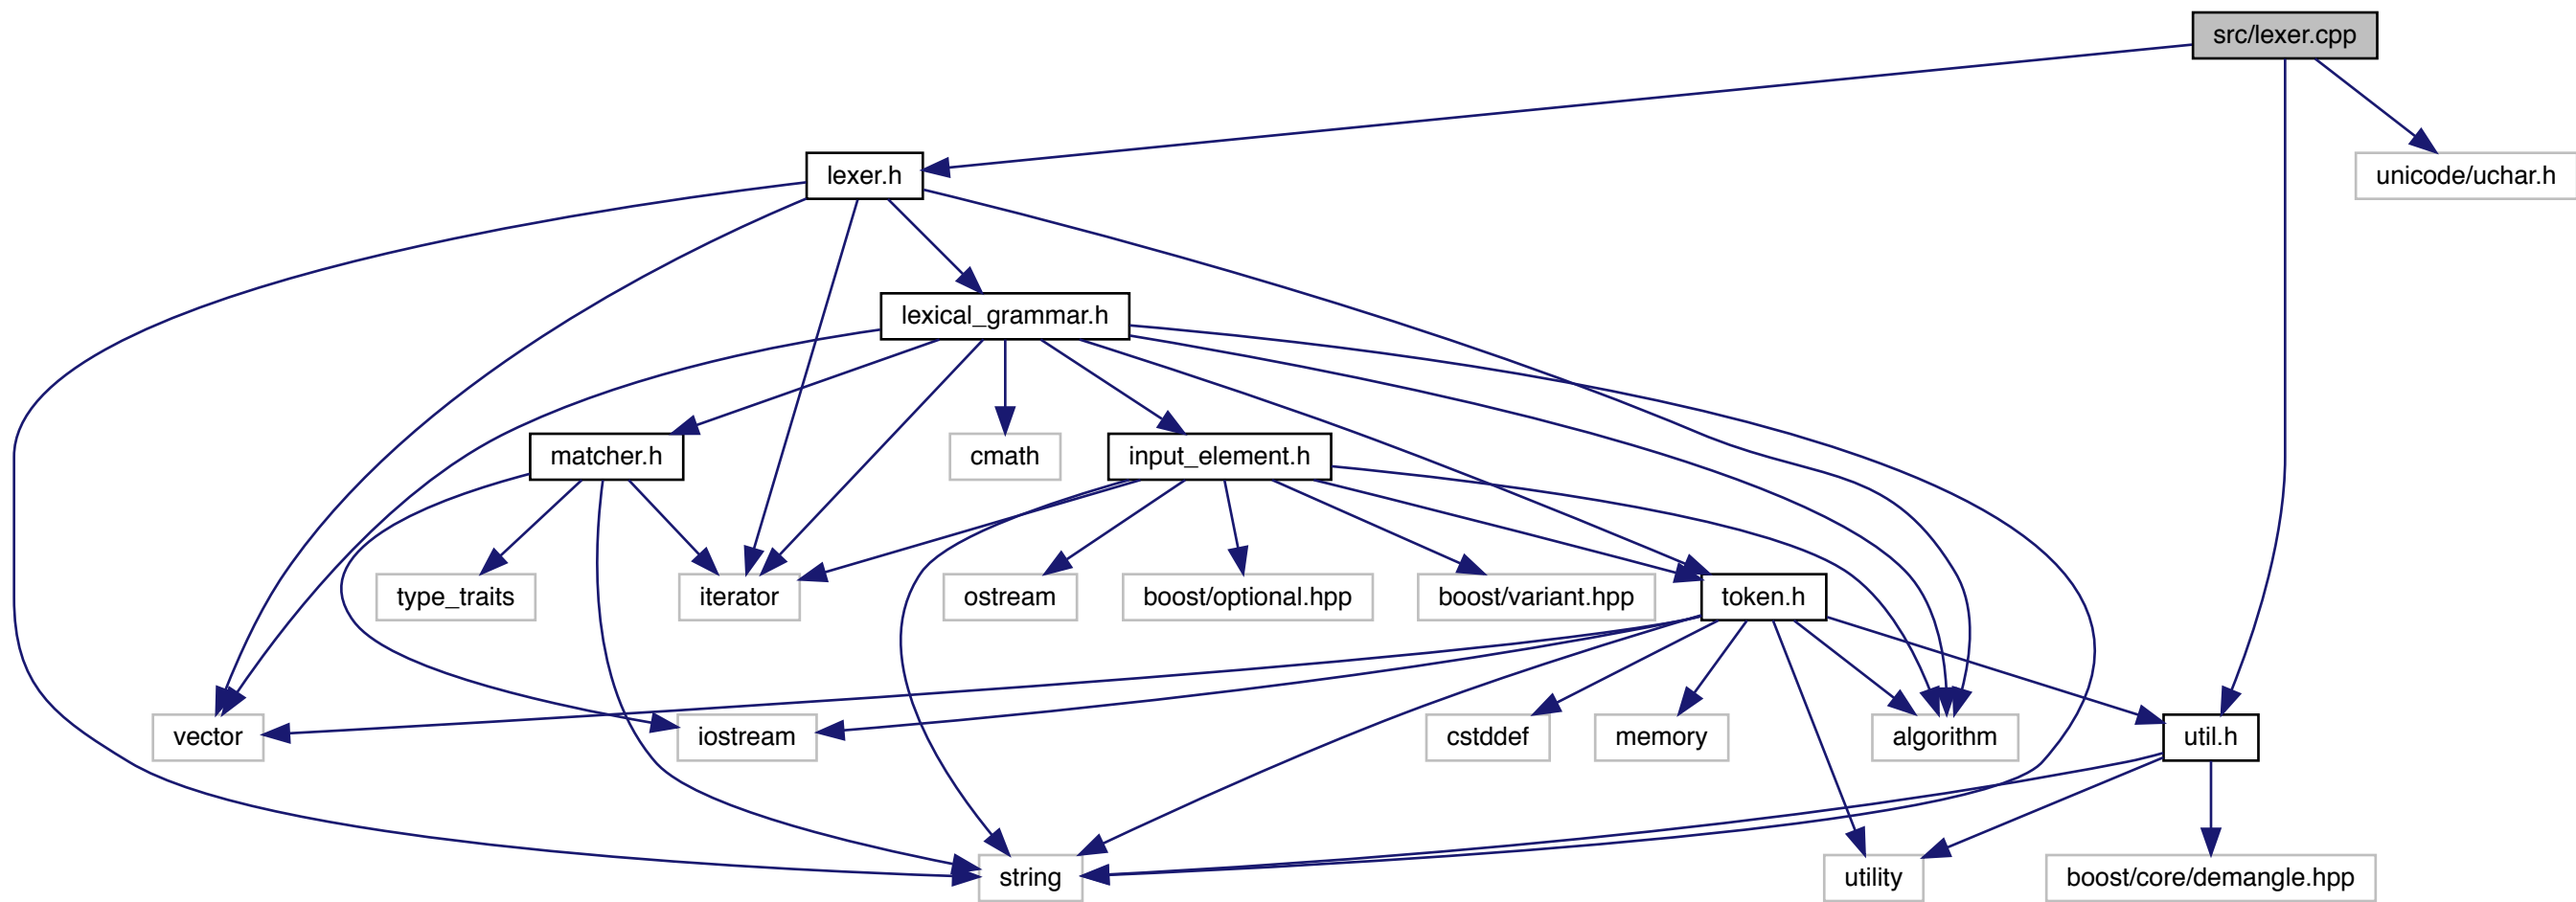 src/lexer.cpp
lexer.h
unicode/uchar.h
lexical_grammar.h
matcher.h
cmath
input_element.h
type_traits
iterator
ostream
boost/optional.hpp
boost/variant.hpp
token.h
vector
iostream
cstddef
memory
algorithm
util.h
string
utility
boost/core/demangle.hpp